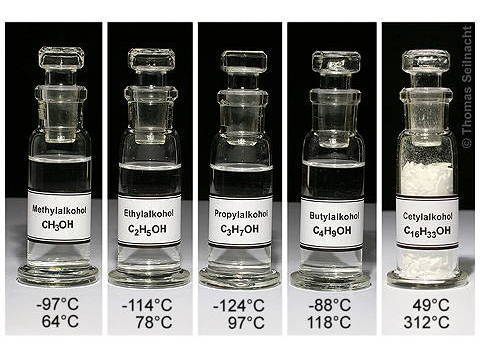 Methylalkohol
CH3OH
Ethylalkohol
C2H5OH
Propylalkohol
C3H7OH
Butylalkohol
C4H9OH
Cetylalkohol
C16H33OH
-97°C
64°C
-114°C
78°C
-124°C
97°C
-88°C
118°C
49°C
312°C
© Thomas Seilnacht